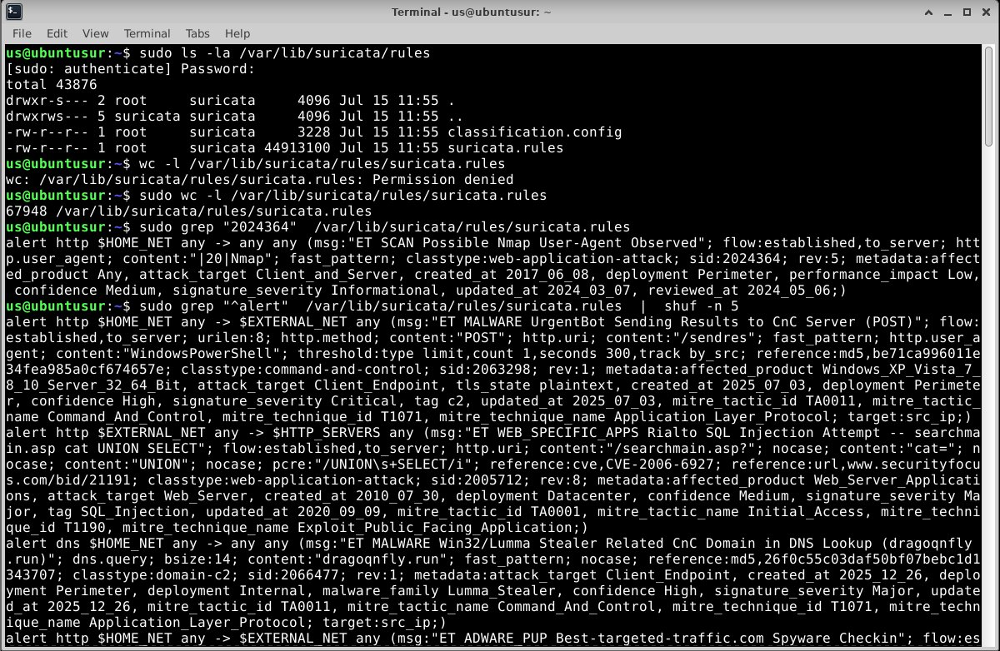 Terminal - us@ubuntusur: ~
File Edit View Terminal Tabs Help
us@ubuntusur:~$ sudo ls -la /var/lib/suricata/rules
[sudo: authenticate] Password:
total 43876
drwxr-s--- 2 root     suricata     4096 Jul 15 11:55 .
drwxrws--- 5 suricata suricata     4096 Jul 15 11:55 ..
-rw-r--r-- 1 root     suricata     3228 Jul 15 11:55 classification.config
-rw-r--r-- 1 root     suricata 44913100 Jul 15 11:55 suricata.rules
us@ubuntusur:~$ wc -l /var/lib/suricata/rules/suricata.rules
wc: /var/lib/suricata/rules/suricata.rules: Permission denied
us@ubuntusur:~$ sudo wc -l /var/lib/suricata/rules/suricata.rules
67948 /var/lib/suricata/rules/suricata.rules
us@ubuntusur:~$ sudo grep "2024364"  /var/lib/suricata/rules/suricata.rules
alert http $HOME_NET any -> any any (msg:"ET SCAN Possible Nmap User-Agent Observed"; flow:established,to_server; htt
p.user_agent; content:"|20|Nmap"; fast_pattern; classtype:web-application-attack; sid:2024364; rev:5; metadata:affect
ed_product Any, attack_target Client_and_Server, created_at 2017_06_08, deployment Perimeter, performance_impact Low,
 confidence Medium, signature_severity Informational, updated_at 2024_03_07, reviewed_at 2024_05_06;)
us@ubuntusur:~$ sudo grep "^alert"  /var/lib/suricata/rules/suricata.rules  |  shuf -n 5
alert http $HOME_NET any -> $EXTERNAL_NET any (msg:"ET MALWARE UrgentBot Sending Results to CnC Server (POST)"; flow:
established,to_server; urilen:8; http.method; content:"POST"; http.uri; content:"/sendres"; fast_pattern; http.user_a
gent; content:"WindowsPowerShell"; threshold:type limit,count 1,seconds 300,track by_src; reference:md5,be71ca996011e
34fea985a0cf674657e; classtype:command-and-control; sid:2063298; rev:1; metadata:affected_product Windows_XP_Vista_7_
8_10_Server_32_64_Bit, attack_target Client_Endpoint, tls_state plaintext, created_at 2025_07_03, deployment Perimete
r, confidence High, signature_severity Critical, tag c2, updated_at 2025_07_03, mitre_tactic_id TA0011, mitre_tactic_
name Command_And_Control, mitre_technique_id T1071, mitre_technique_name Application_Layer_Protocol; target:src_ip;)
alert http $EXTERNAL_NET any -> $HTTP_SERVERS any (msg:"ET WEB_SPECIFIC_APPS Rialto SQL Injection Attempt -- searchma
in.asp cat UNION SELECT"; flow:established,to_server; http.uri; content:"/searchmain.asp?"; nocase; content:"cat="; n
ocase; content:"UNION"; nocase; pcre:"/UNION\s+SELECT/i"; reference:cve,CVE-2006-6927; reference:url,www.securityfocu
s.com/bid/21191; classtype:web-application-attack; sid:2005712; rev:8; metadata:affected_product Web_Server_Applicati
ons, attack_target Web_Server, created_at 2010_07_30, deployment Datacenter, confidence Medium, signature_severity Ma
jor, tag SQL_Injection, updated_at 2020_09_09, mitre_tactic_id TA0001, mitre_tactic_name Initial_Access, mitre_techni
que_id T1190, mitre_technique_name Exploit_Public_Facing_Application;)
alert dns $HOME_NET any -> any any (msg:"ET MALWARE Win32/Lumma Stealer Related CnC Domain in DNS Lookup (dragoqnfly
.run)"; dns.query; bsize:14; content:"dragoqnfly.run"; fast_pattern; nocase; reference:md5,26f0c55c03daf50bf07bebc1d1
343707; classtype:domain-c2; sid:2066477; rev:1; metadata:attack_target Client_Endpoint, created_at 2025_12_26, deplo
yment Perimeter, deployment Internal, malware_family Lumma_Stealer, confidence High, signature_severity Major, update
d_at 2025_12_26, mitre_tactic_id TA0011, mitre_tactic_name Command_And_Control, mitre_technique_id T1071, mitre_techn
ique_name Application_Layer_Protocol; target:src_ip;)
alert http $HOME_NET any -> $EXTERNAL_NET any (msg:"ET ADWARE_PUP Best-targeted-traffic.com Spyware Checkin"; flow:es